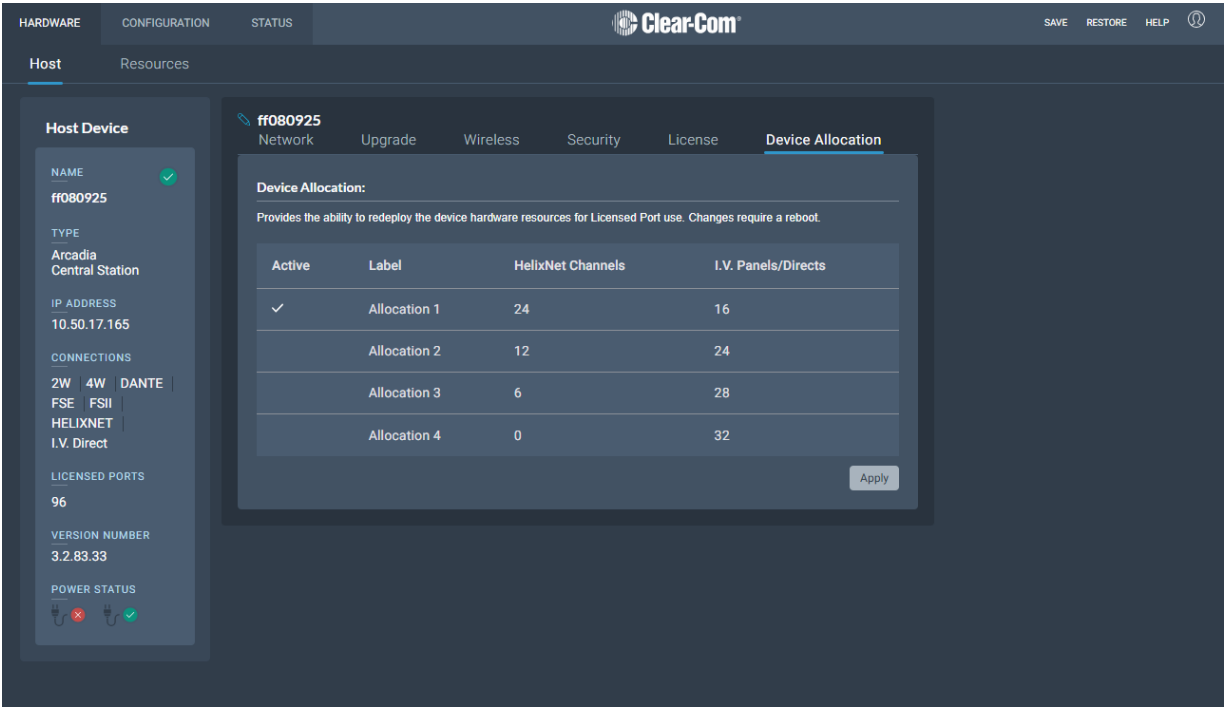 HARDWARE CONFIGURATION STATUS Clear-Com® SAVE RESTORE HELP
Host Resources
Host Device
NAME
ff080925
TYPE
Arcadia
Central Station
IP ADDRESS
10.50.17.165
CONNECTIONS
2W 4W DANTE
FSE FSII
HELIXNET
I.V. Direct
LICENSED PORTS
96
VERSION NUMBER
3.2.83.33
POWER STATUS
ff080925
Network Upgrade Wireless Security License Device Allocation
Device Allocation:
Provides the ability to redeploy the device hardware resources for Licensed Port use. Changes require a reboot.
Active Label HelixNet Channels I.V. Panels/Directs
Allocation 1 24 16
Allocation 2 12 24
Allocation 3 6 28
Allocation 4 0 32
Apply